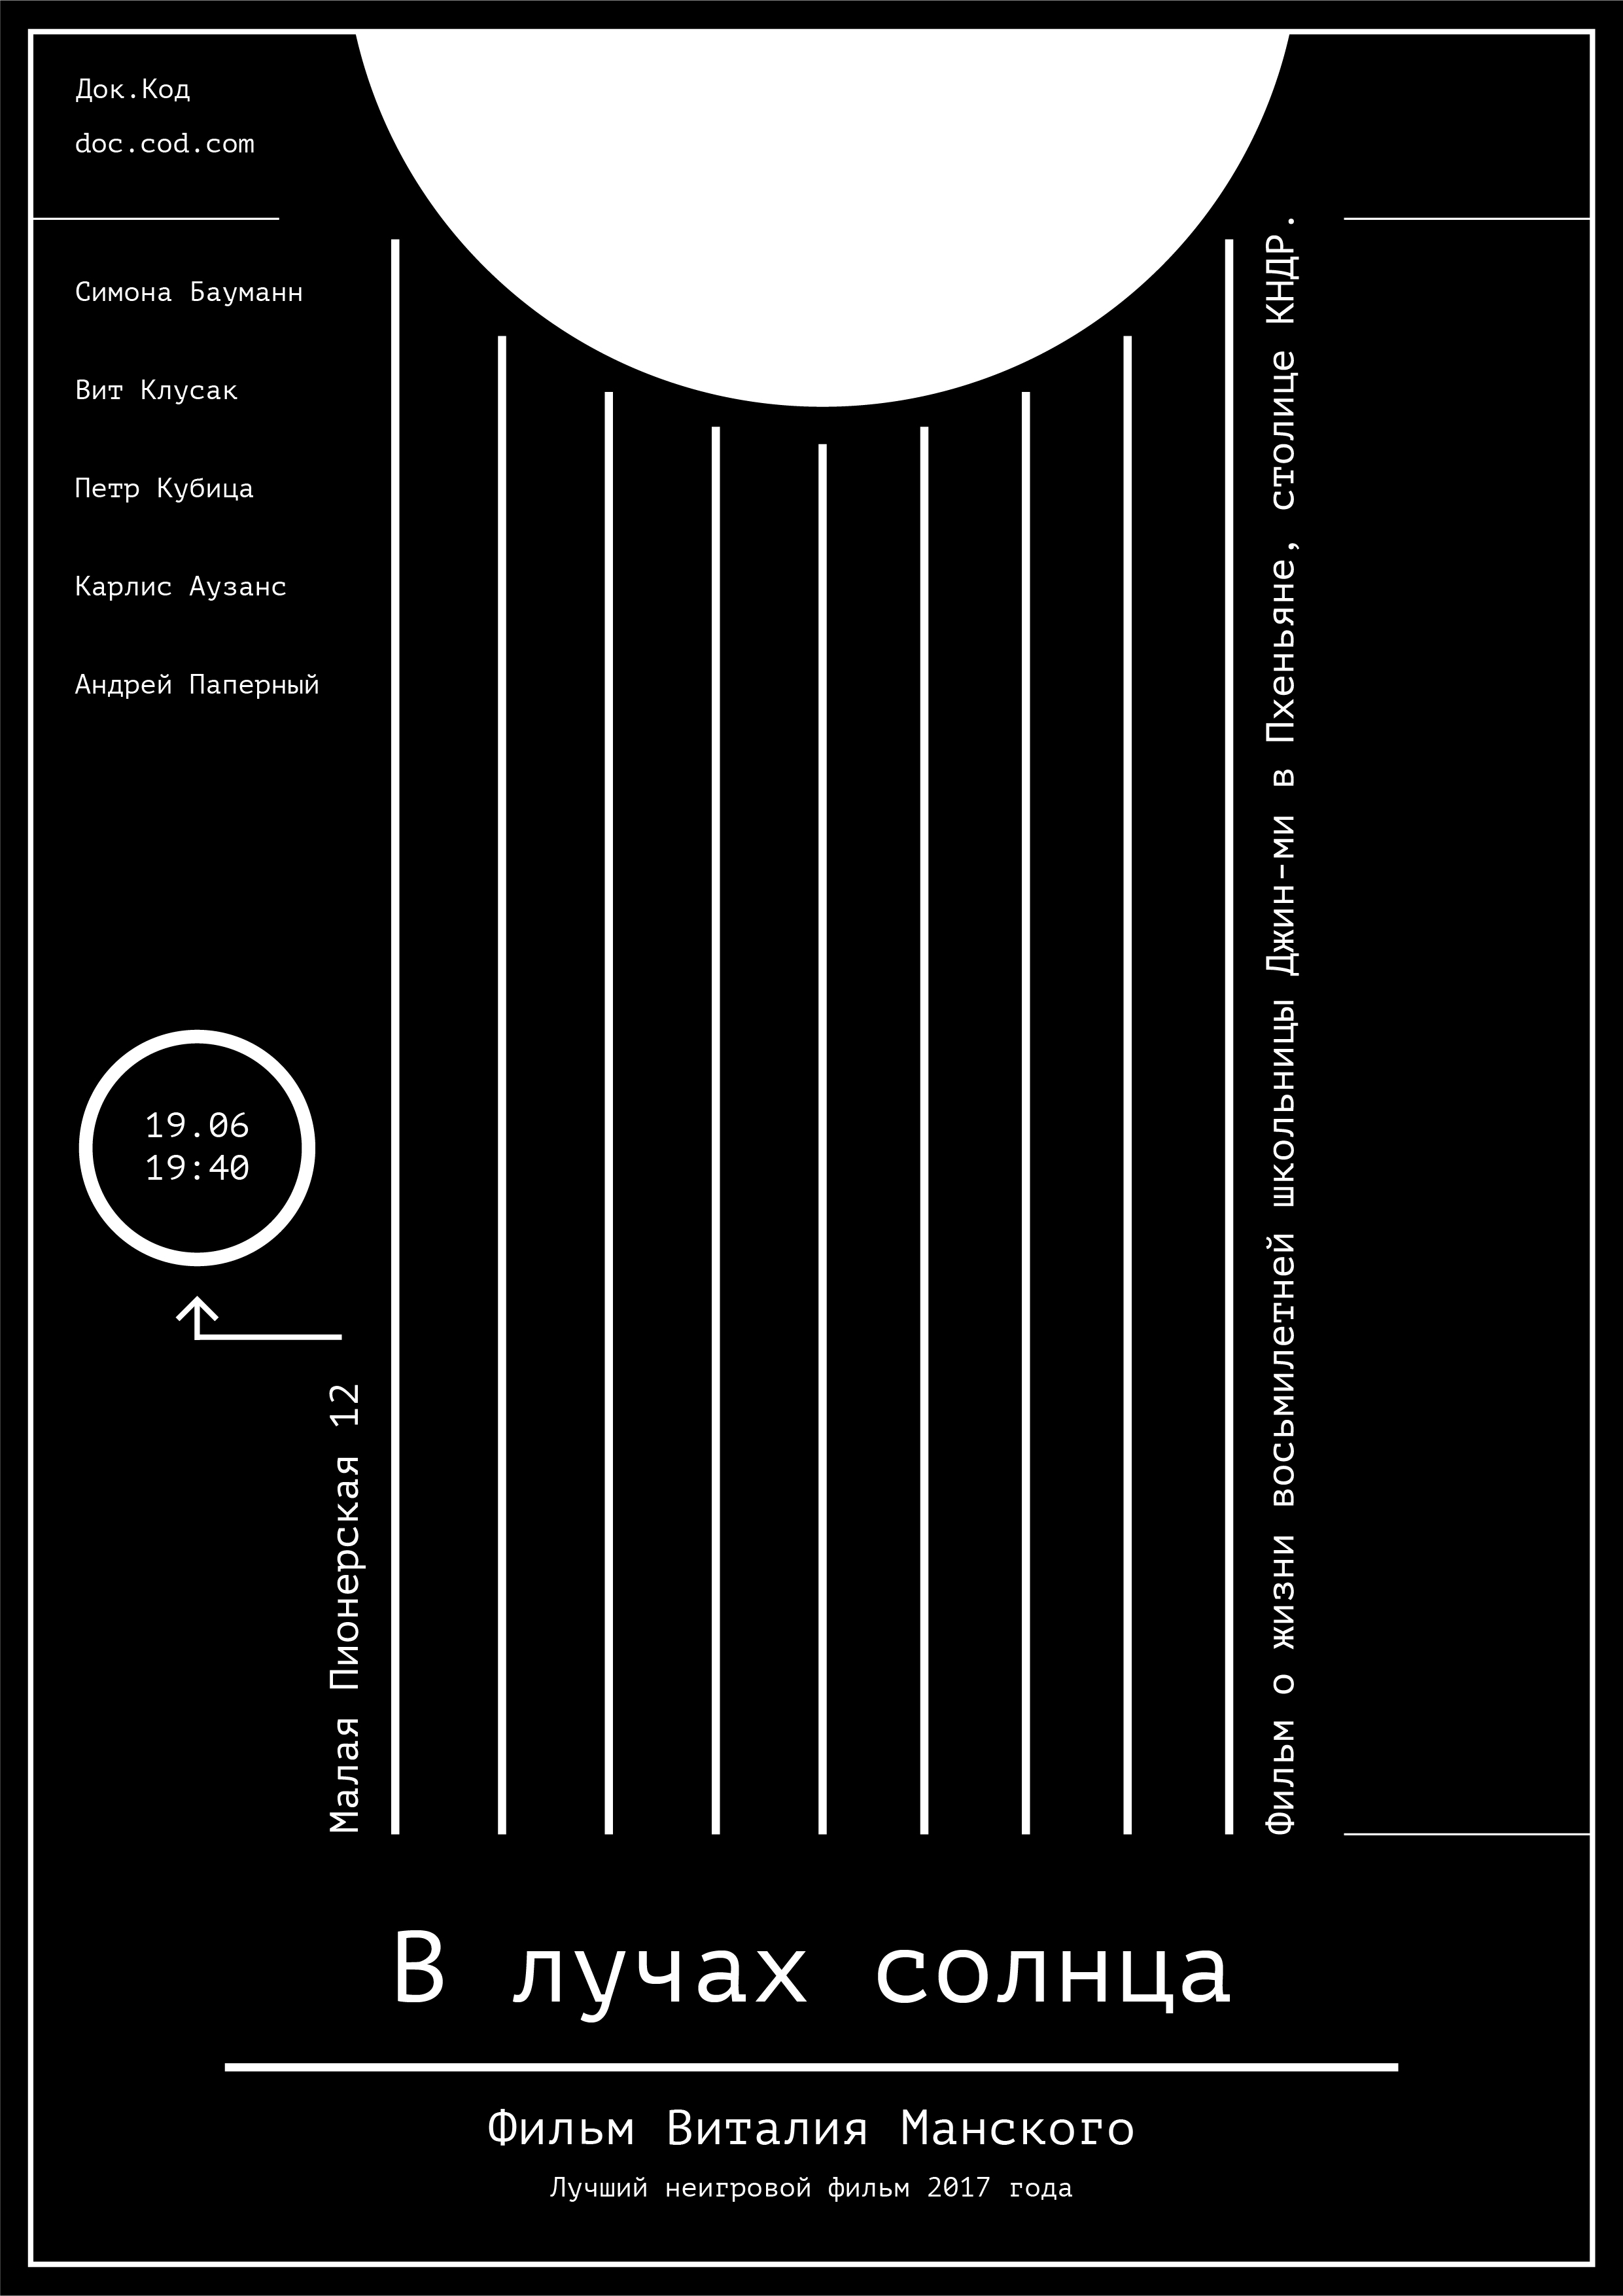 Док.Код
doc.cod.com
Симона Бауманн
Вит Клусак
Петр Кубица
Карлис Аузанс
Андрей Паперный
19.06
19:40
Малая Пионерская 12
Фильм о жизни восьмилетней школьницы Джин-ми в Пхеньяне, столице КНДР.
В лучах солнца
Фильм Виталия Манского
Лучший неигровой фильм 2017 года